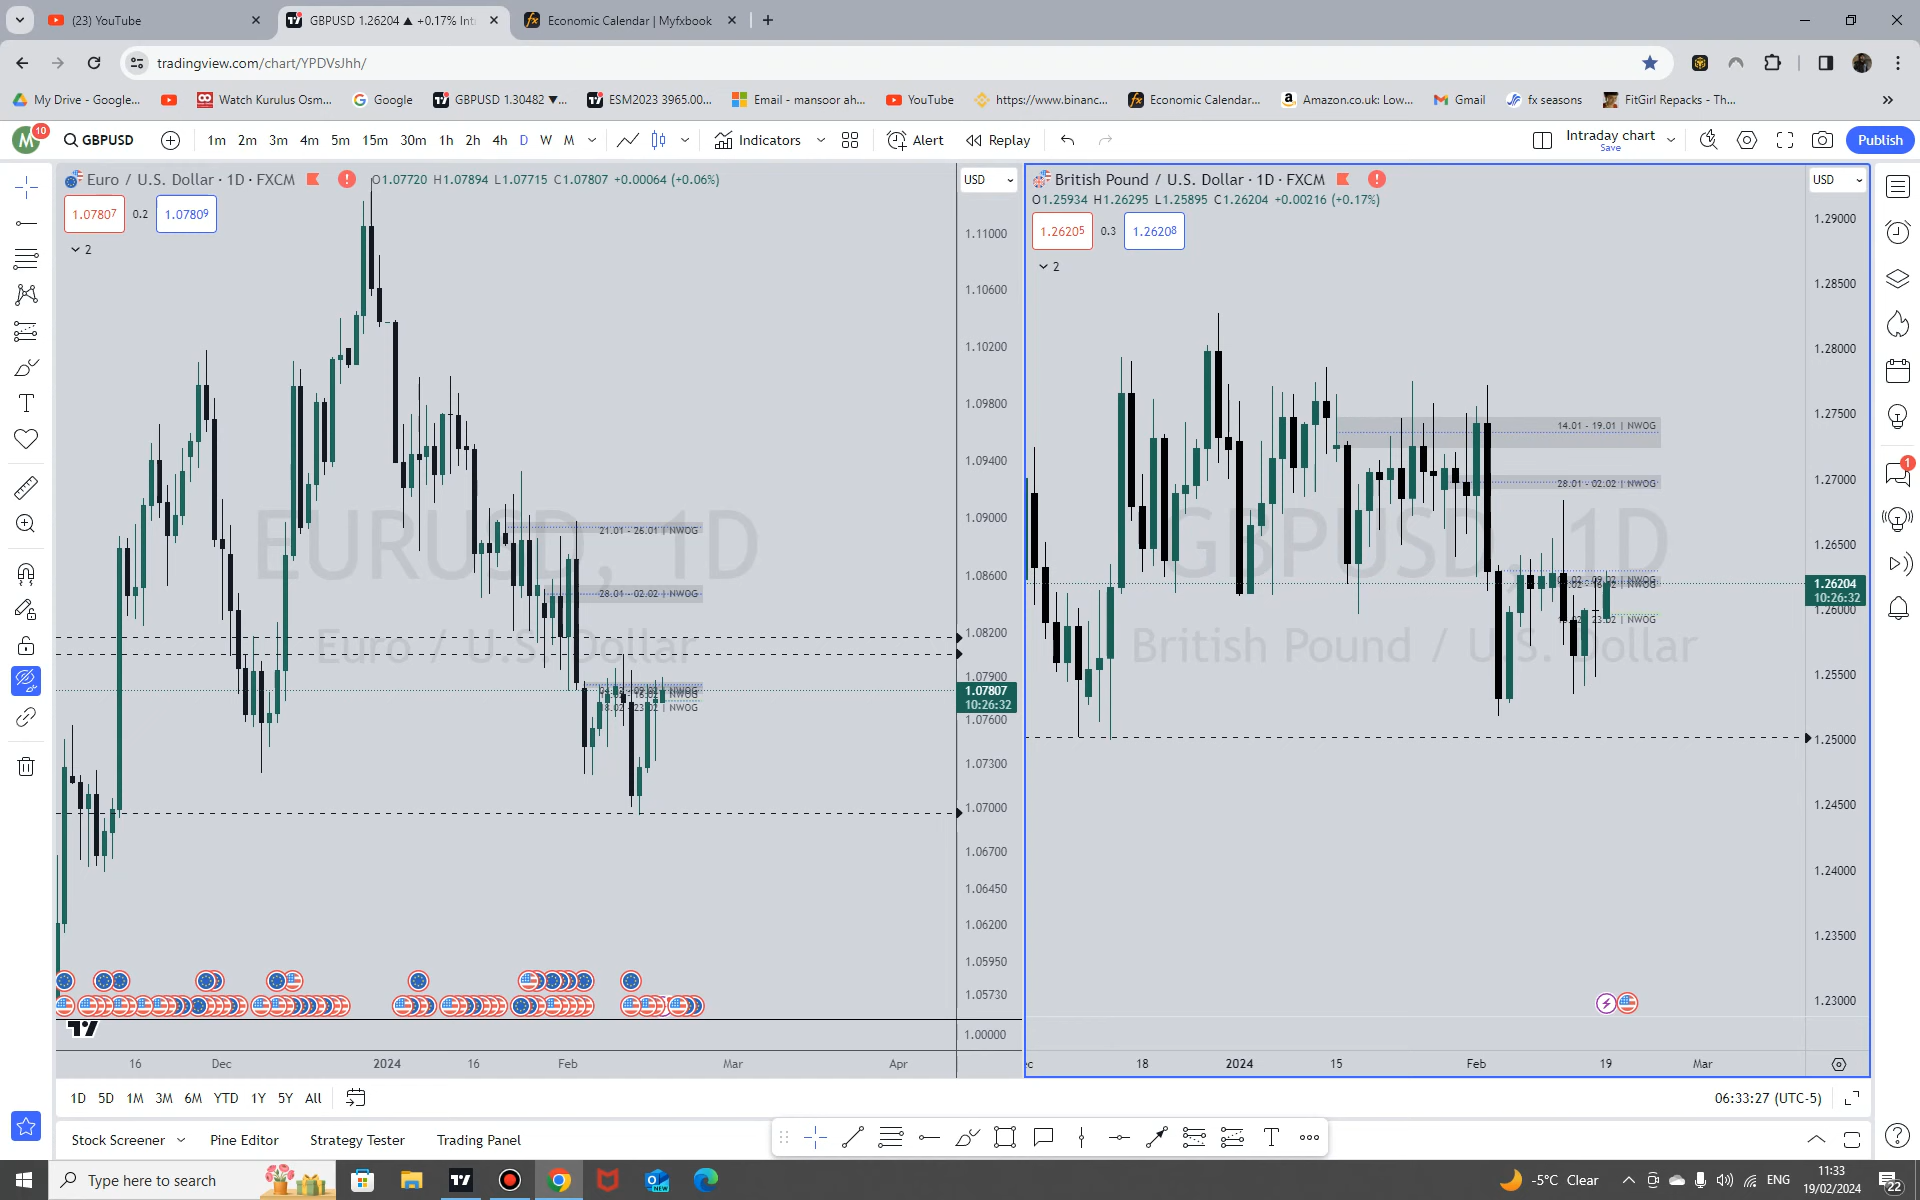 (23) YouTube
GBPUSD 1.26204 ▲ +0.17% Int
Economic Calendar | Myfxbook
tradingview.com/chart/YPDVsJhh/
My Drive - Google...
Watch Kurulus Osm...
Google
GBPUSD 1.30482 ▼...
ESM2023 3965.00...
Email - mansoor ah...
YouTube
https://www.binanc...
Economic Calendar...
Amazon.co.uk: Low...
Gmail
fx seasons
FitGirl Repacks - Th...
M
10
GBPUSD
1m 2m 3m 4m 5m 15m 30m 1h 2h 4h D W M
Indicators
Alert
Replay
Intraday chart
Save
Publish
Euro / U.S. Dollar · 1D · FXCM
O1.07720 H1.07894 L1.07715 C1.07807 +0.00064 (+0.06%)
1.07807 0.2 1.07809
2
USD
1.11000
1.10600
1.10200
1.09800
1.09400
1.09000
1.08600
1.08200
1.07900
1.07807
10:26:32
1.07600
1.07300
1.07000
1.06700
1.06450
1.06200
1.05950
1.05730
1.00000
EURUSD, 1D
Euro / U.S. Dollar
21.01 - 26.01 | NWOG
28.01 - 02.02 | NWOG
18.02 - 23.02 | NWOG
16 Dec 2024 16 Feb Mar Apr
British Pound / U.S. Dollar · 1D · FXCM
O1.25934 H1.26295 L1.25895 C1.26204 +0.00216 (+0.17%)
1.26205 0.3 1.26208
2
USD
1.29000
1.28500
1.28000
1.27500
1.27000
1.26500
1.26204
10:26:32
1.26000
1.25500
1.25000
1.24500
1.24000
1.23500
1.23000
GBPUSD, 1D
British Pound / U.S. Dollar
14.01 - 19.01 | NWOG
28.01 - 02.02 | NWOG
23.02 | NWOG
18 2024 15 Feb 19 Mar
1
1D 5D 1M 3M 6M YTD 1Y 5Y All
06:33:27 (UTC-5)
Stock Screener
Pine Editor
Strategy Tester
Trading Panel
Type here to search
-5°C Clear
ENG
11:33
19/02/2024
22